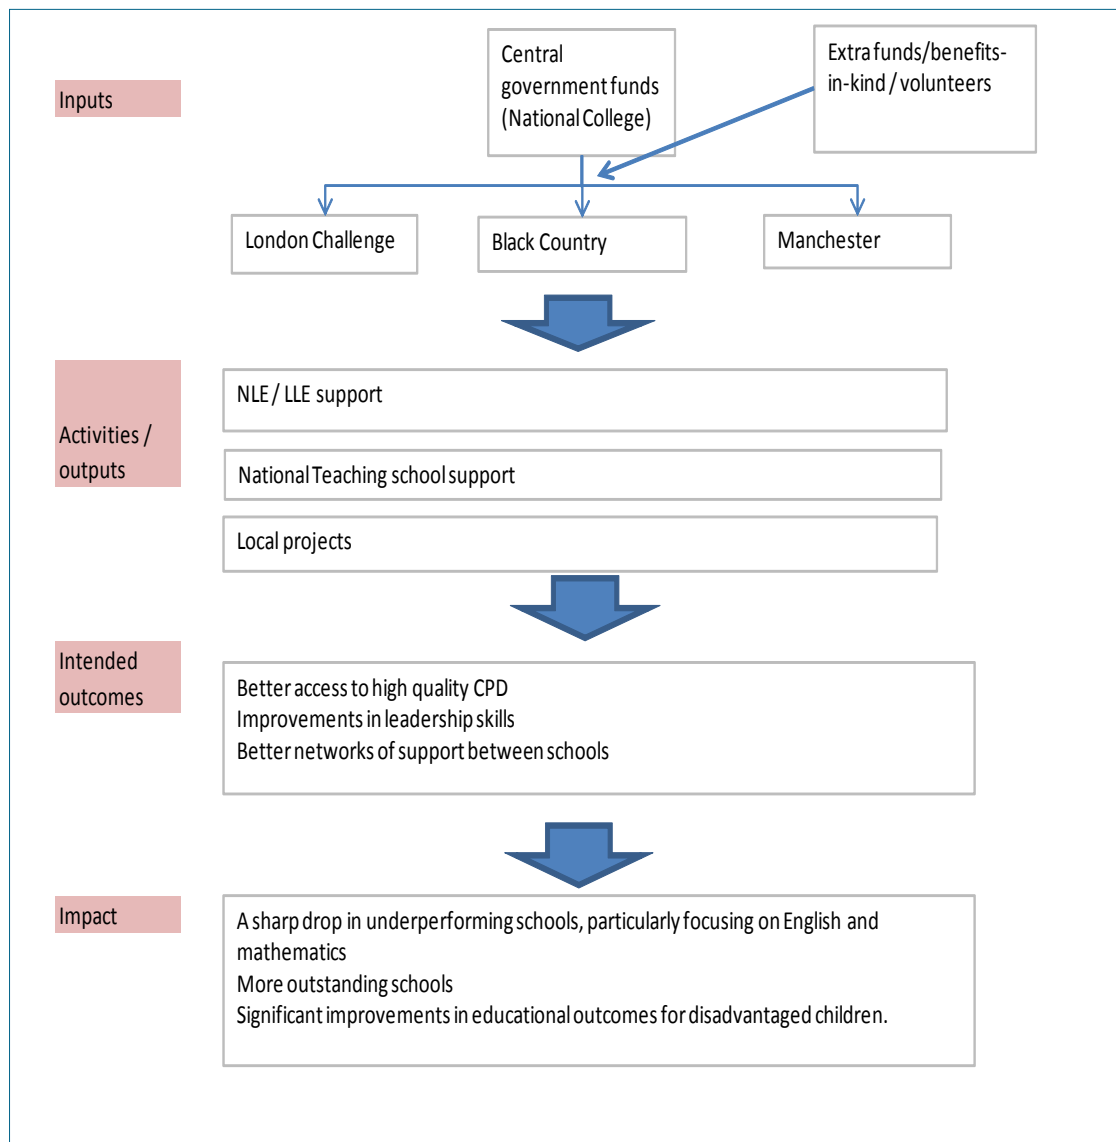 Inputs
Central
government funds
(National College)
Extra funds/benefits-
in-kind / volunteers
London Challenge
Black Country
Manchester
Activities /
outputs
NLE / LLE support
National Teaching school support
Local projects
Intended
outcomes
Better access to high quality CPD
Improvements in leadership skills
Better networks of support between schools
Impact
A sharp drop in underperforming schools, particularly focusing on English and
mathematics
More outstanding schools
Significant improvements in educational outcomes for disadvantaged children.